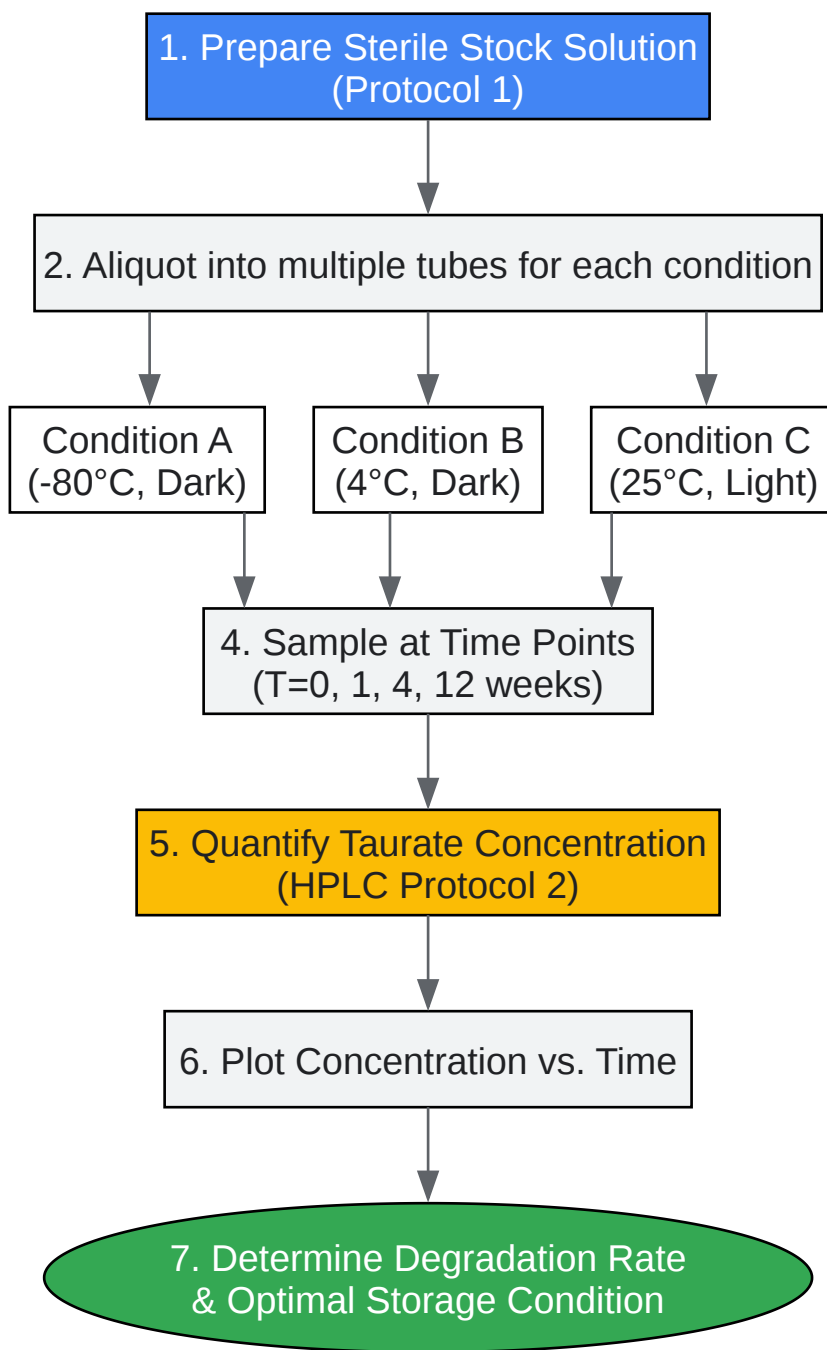 1. Prepare Sterile Stock Solution
(Protocol 1)
2. Aliquot into multiple tubes for each condition
Condition A
(-80°C, Dark)
Condition B
(4°C, Dark)
Condition C
(25°C, Light)
4. Sample at Time Points
(T=0, 1, 4, 12 weeks)
5. Quantify Taurate Concentration
(HPLC Protocol 2)
6. Plot Concentration vs. Time
7. Determine Degradation Rate
& Optimal Storage Condition